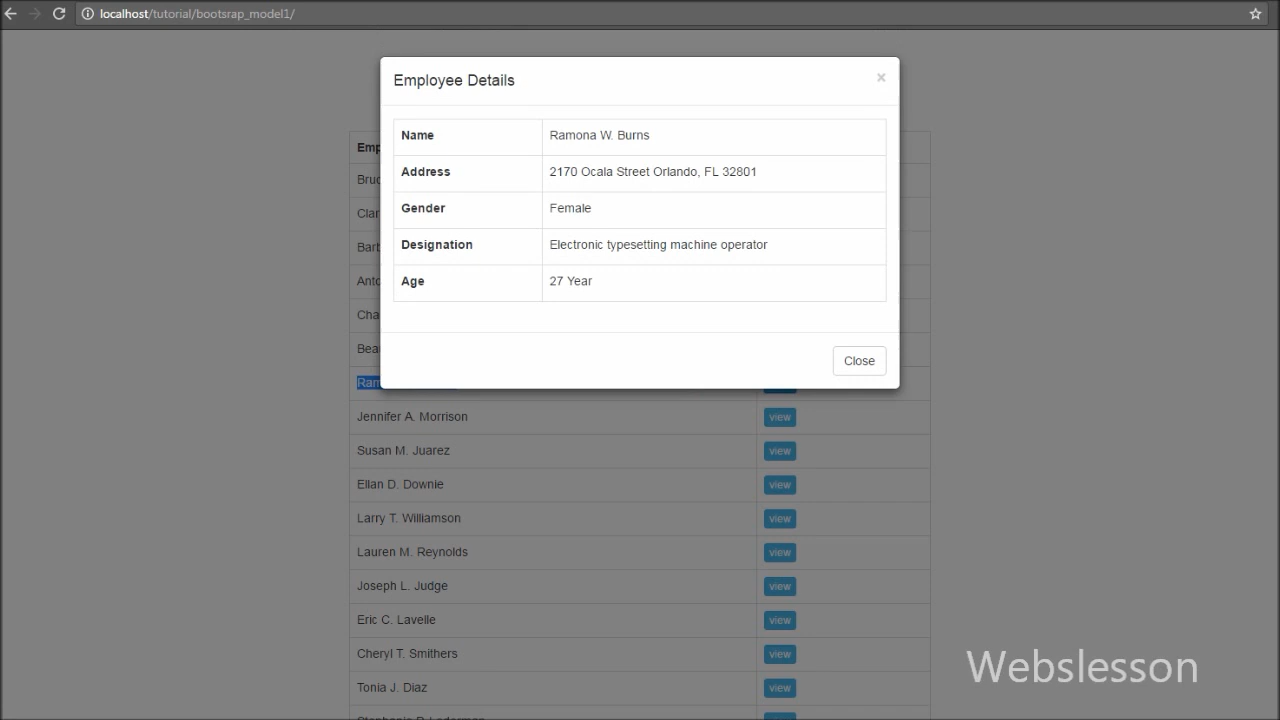 localhost/tutorial/bootsrap_model1/
Employee Details ×
Name Ramona W. Burns
Address 2170 Ocala Street Orlando, FL 32801
Gender Female
Designation Electronic typesetting machine operator
Age 27 Year
Close
Emp
Bruc
Clar
Barb
Anto
Cha
Bear
Ram
Jennifer A. Morrison view
Susan M. Juarez view
Ellan D. Downie view
Larry T. Williamson view
Lauren M. Reynolds view
Joseph L. Judge view
Eric C. Lavelle view
Cheryl T. Smithers view
Tonia J. Diaz view
Webslesson